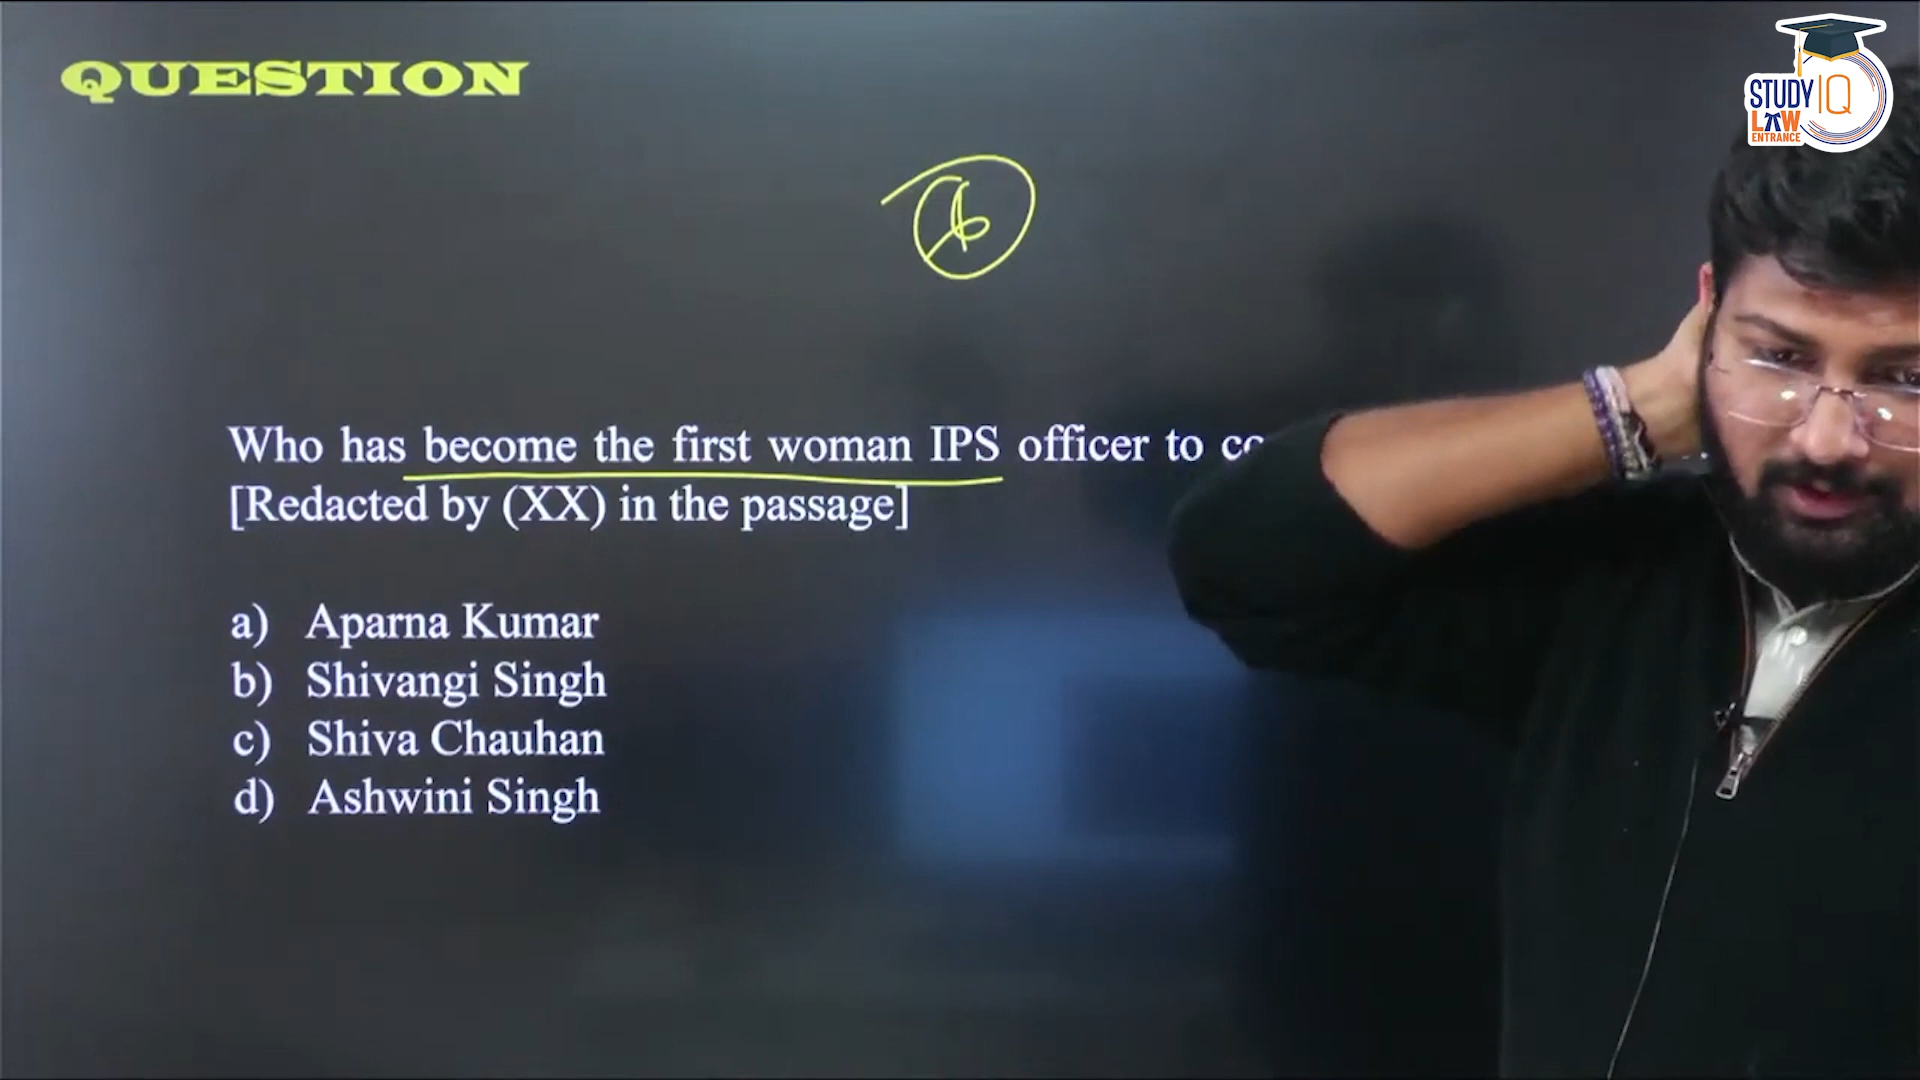 QUESTION
STUDY IQ
LAW
ENTRANCE
Who has become the first woman IPS officer to
[Redacted by (XX) in the passage]
a) Aparna Kumar
b) Shivangi Singh
c) Shiva Chauhan
d) Ashwini Singh